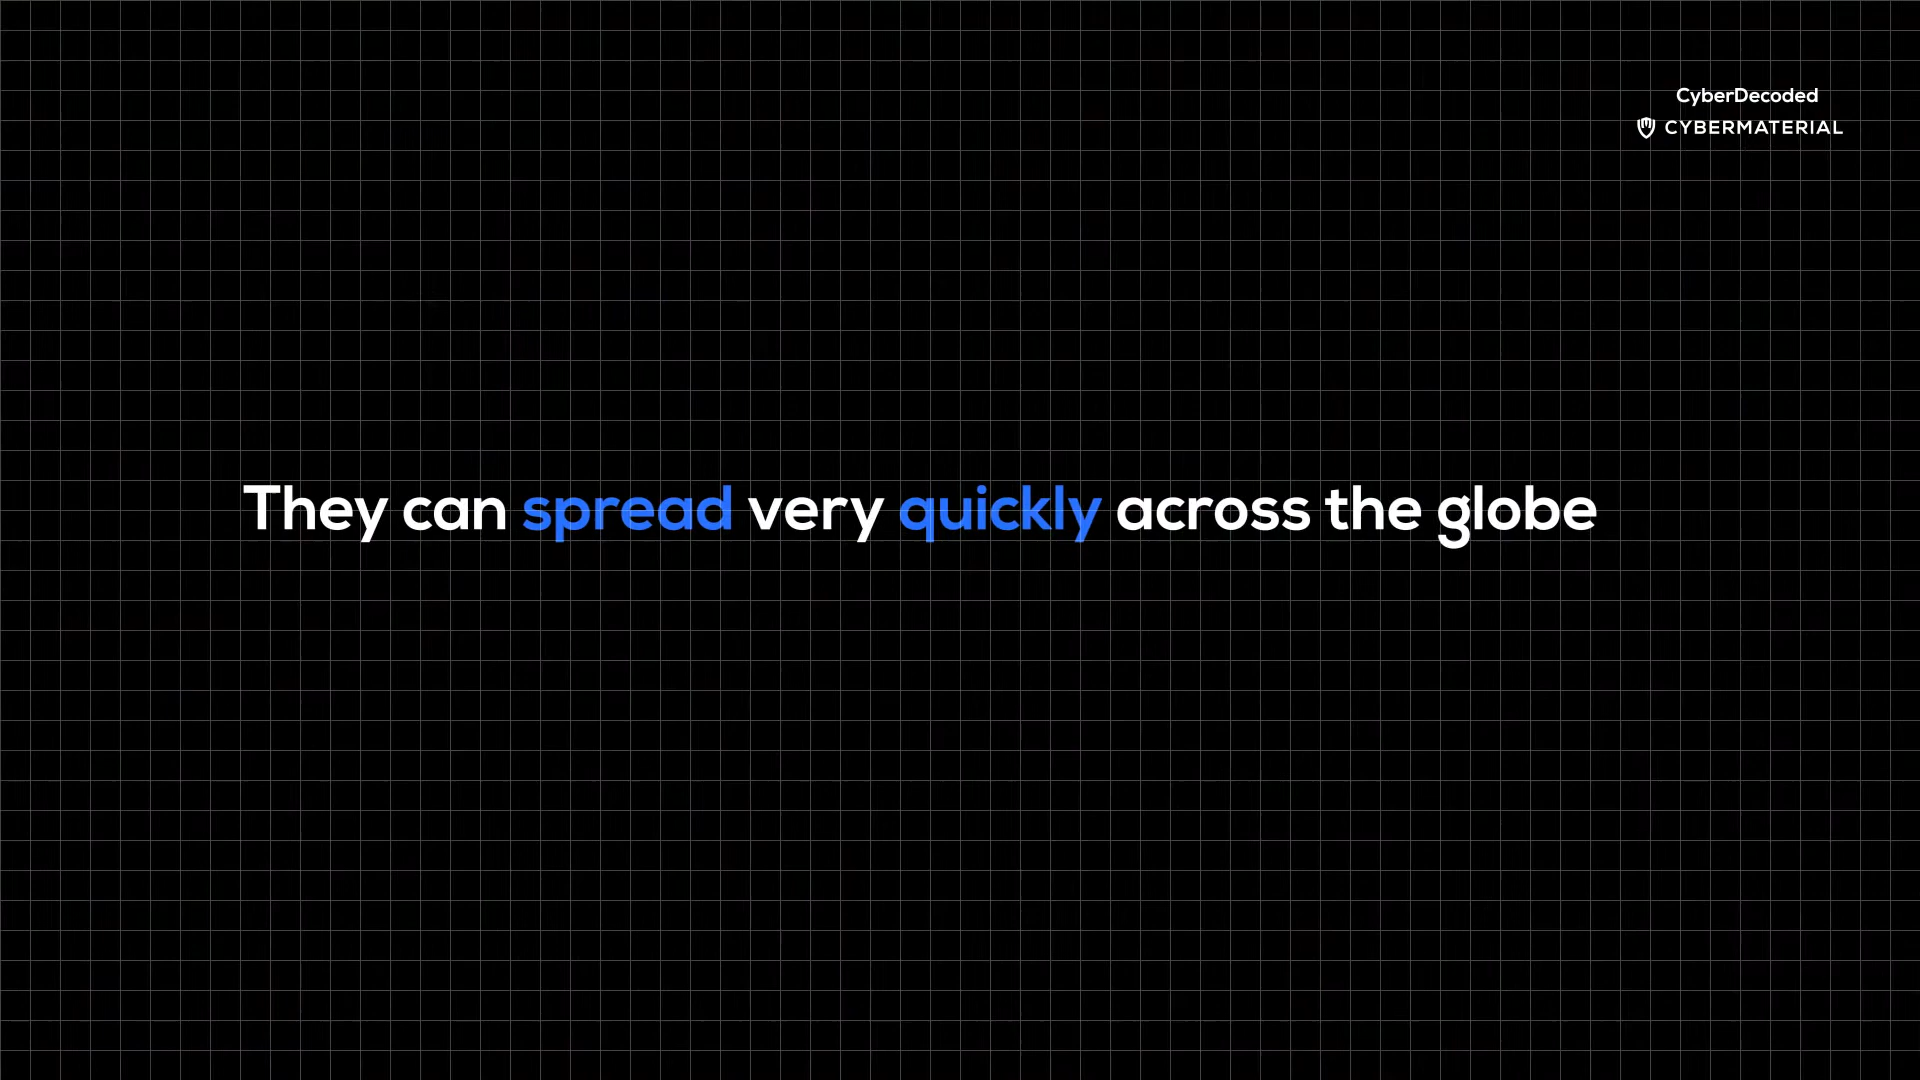 CyberDecoded
CYBERMATERIAL
They can spread very quickly across the globe